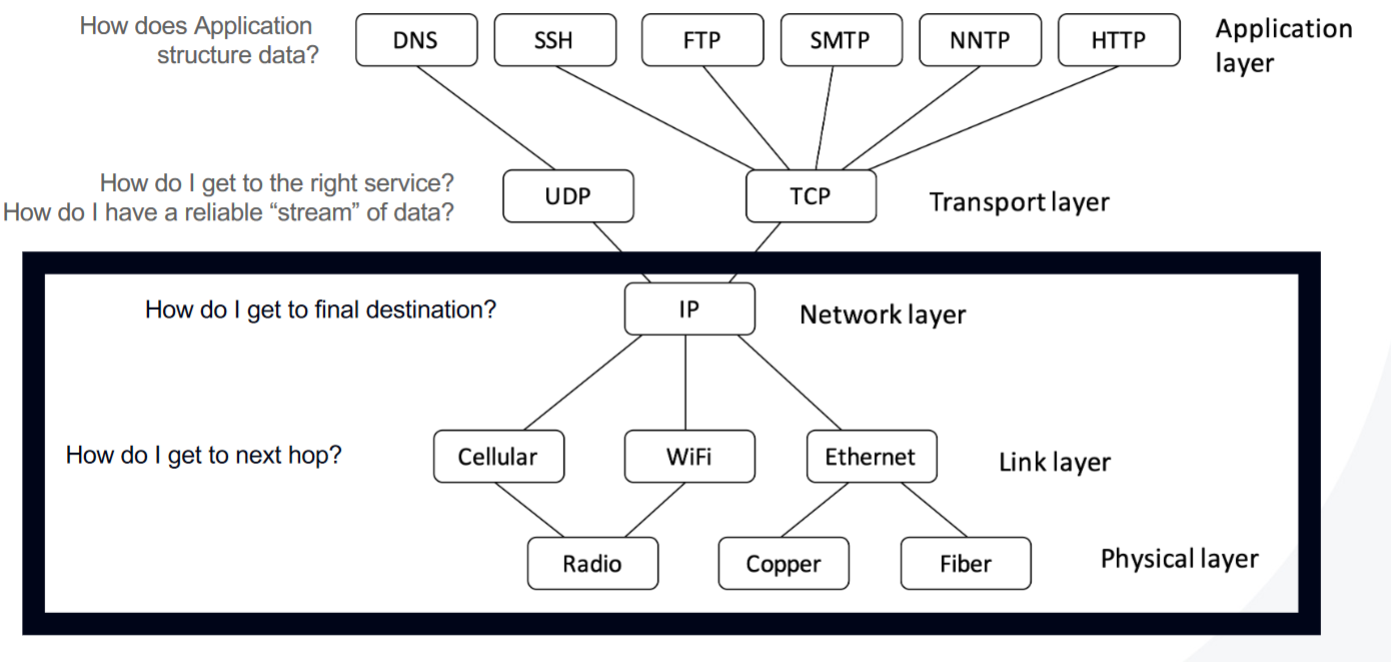 How does Application
structure data?
DNS
SSH
FTP
SMTP
NNTP
HTTP
Application
layer
How do I get to the right service?
How do I have a reliable “stream” of data?
UDP
TCP
Transport layer
How do I get to final destination?
IP
Network layer
How do I get to next hop?
Cellular
WiFi
Ethernet
Link layer
Radio
Copper
Fiber
Physical layer